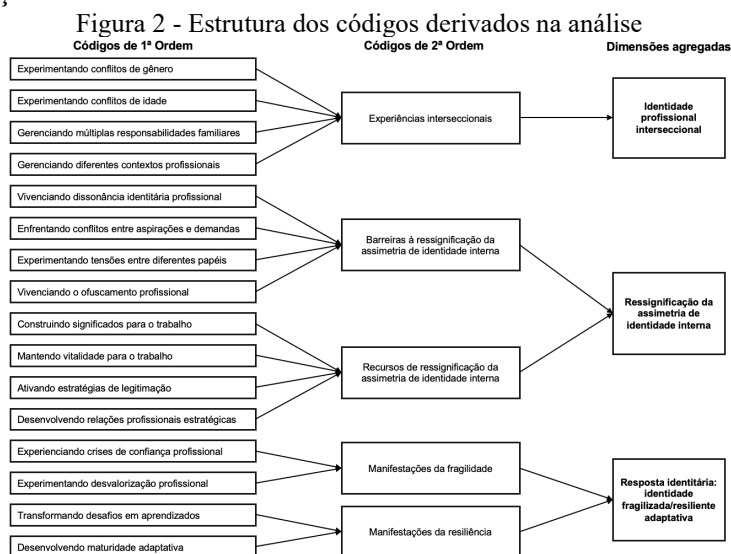 Figura 2 - Estrutura dos códigos derivados na análise
Códigos de 1ª Ordem
Códigos de 2ª Ordem
Dimensões agregadas
Experimentando conflitos de gênero
Experimentando conflitos de idade
Gerenciando múltiplas responsabilidades familiares
Gerenciando diferentes contextos profissionais
Experiências interseccionais
Identidade
profissional
interseccional
Vivenciando dissonância identitária profissional
Enfrentando conflitos entre aspirações e demandas
Experimentando tensões entre diferentes papéis
Vivenciando o ofuscamento profissional
Barreiras à ressignificação da
assimetria de identidade interna
Construindo significados para o trabalho
Mantendo vitalidade para o trabalho
Ativando estratégias de legitimação
Desenvolvendo relações profissionais estratégicas
Recursos de ressignificação da
assimetria de identidade interna
Ressignificação da
assimetria de
identidade interna
Experienciando crises de confiança profissional
Experimentando desvalorização profissional
Manifestações da fragilidade
Transformando desafios em aprendizados
Desenvolvendo maturidade adaptativa
Manifestações da resiliência
Resposta identitária:
identidade
fragilizada/resiliente
adaptativa